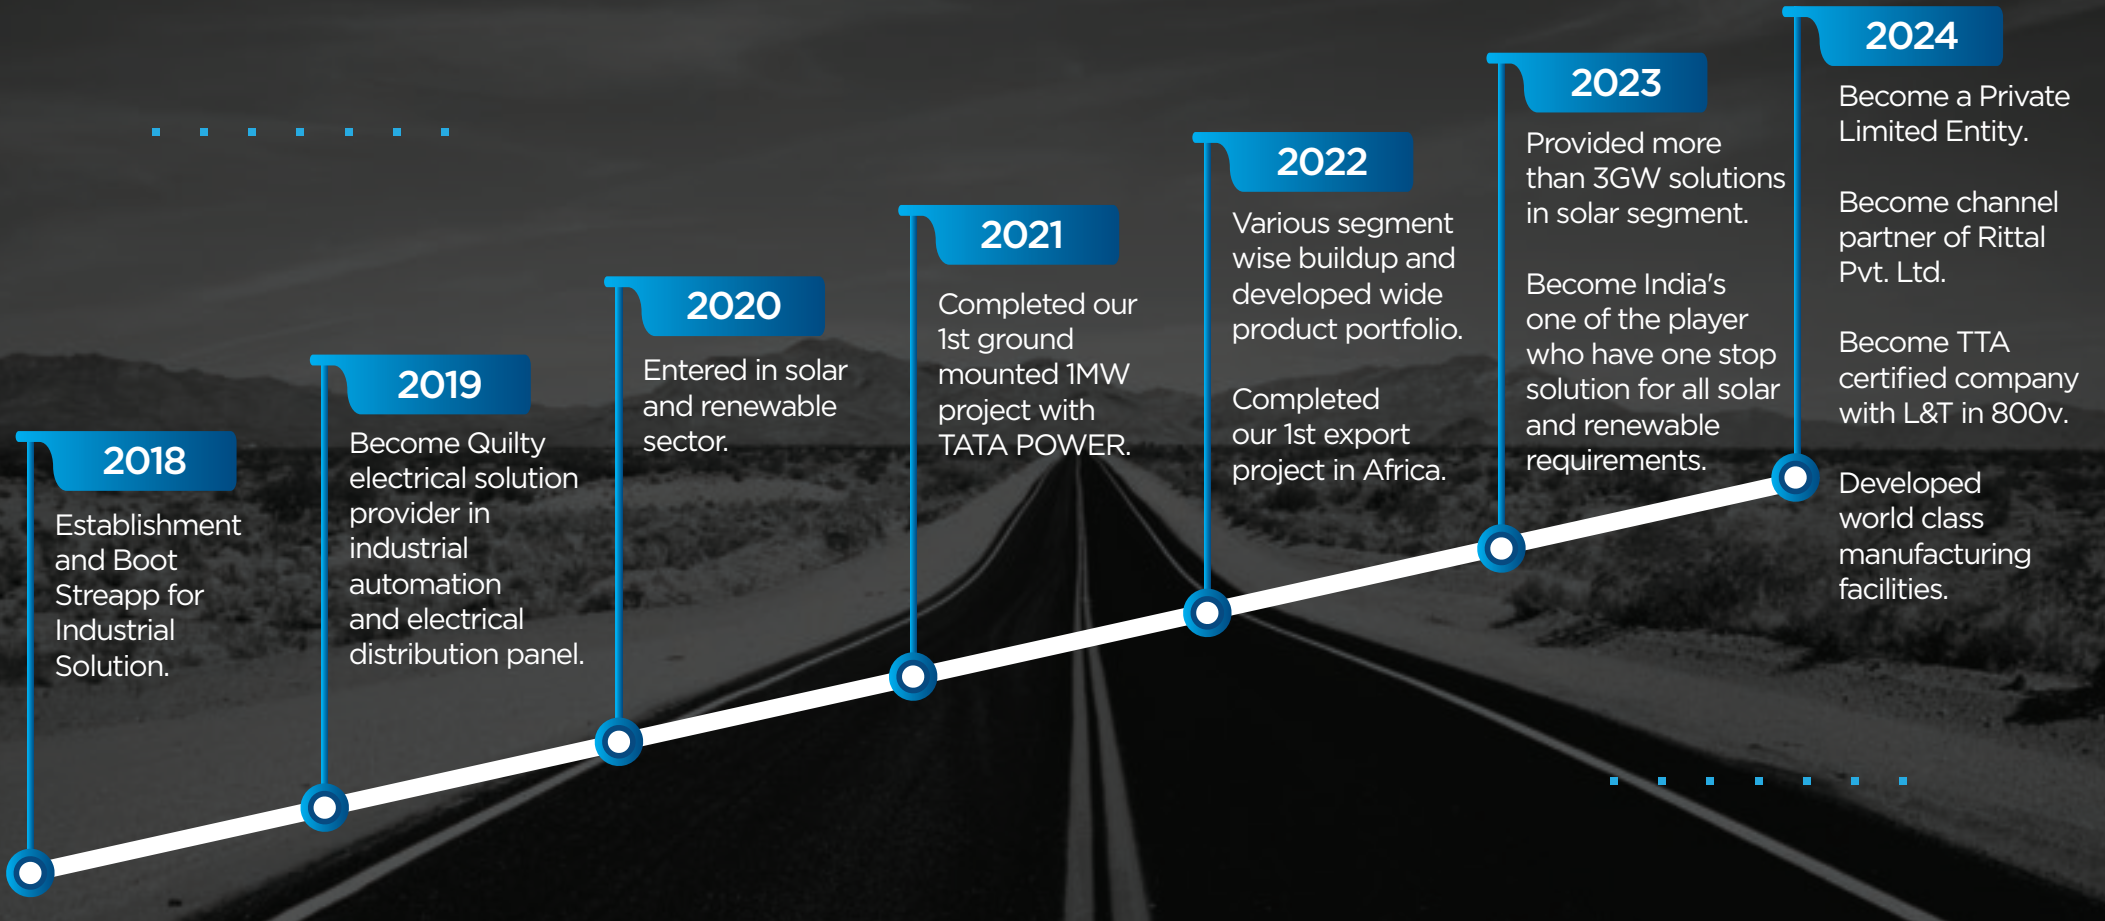 2018
Establishment
and Boot
Streapp for
Industrial
Solution.
2019
Become Quilty
electrical solution
provider in
industrial
automation
and electrical
distribution panel.
2020
Entered in solar
and renewable
sector.
2021
Completed our
1st ground
mounted 1MW
project with
TATA POWER.
2022
Various segment
wise buildup and
developed wide
product portfolio.
Completed
our 1st export
project in Africa.
2023
Provided more
than 3GW solutions
in solar segment.
Become India's
one of the player
who have one stop
solution for all solar
and renewable
requirements.
2024
Become a Private
Limited Entity.
Become channel
partner of Rittal
Pvt. Ltd.
Become TTA
certified company
with L&T in 800v.
Developed
world class
manufacturing
facilities.